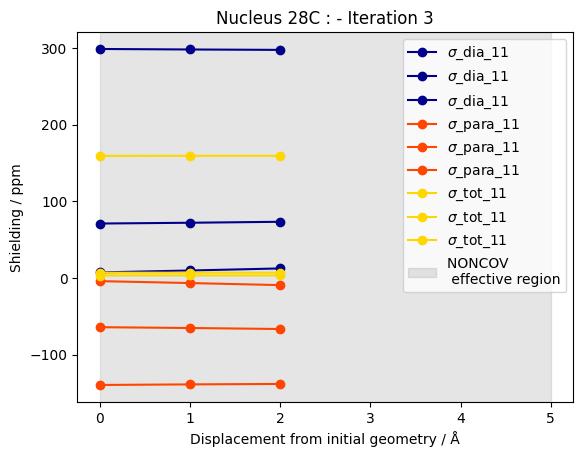 Nucleus 28C : - Iteration 3
300
200
100
0
−100
Shielding / ppm
σ_dia_11
σ_dia_11
σ_dia_11
σ_para_11
σ_para_11
σ_para_11
σ_tot_11
σ_tot_11
σ_tot_11
NONCOV
effective region
0 1 2 3 4 5
Displacement from initial geometry / Å